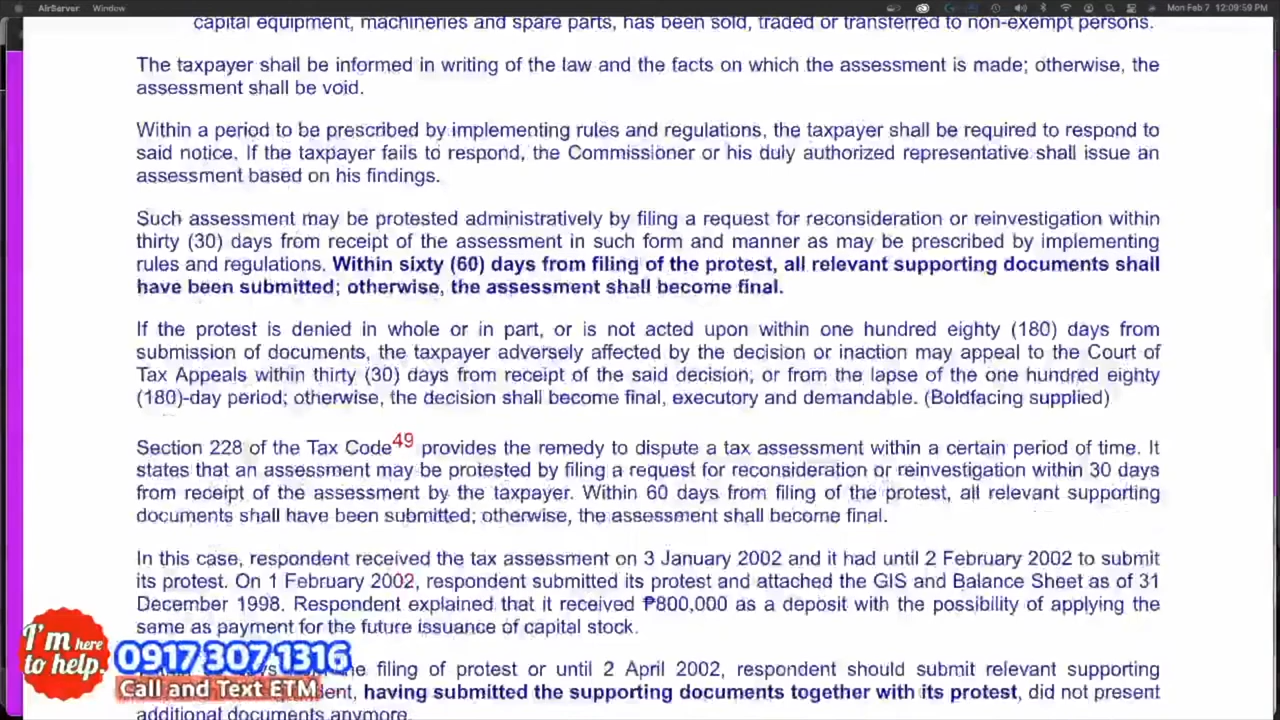 AirServer Window Mon Feb 7 12:09:59 PM
capital equipment, machineries and spare parts, has been sold, traded or transferred to non-exempt persons.
The taxpayer shall be informed in writing of the law and the facts on which the assessment is made; otherwise, the
assessment shall be void.
Within a period to be prescribed by implementing rules and regulations, the taxpayer shall be required to respond to
said notice. If the taxpayer fails to respond, the Commissioner or his duly authorized representative shall issue an
assessment based on his findings.
Such assessment may be protested administratively by filing a request for reconsideration or reinvestigation within
thirty (30) days from receipt of the assessment in such form and manner as may be prescribed by implementing
rules and regulations. Within sixty (60) days from filing of the protest, all relevant supporting documents shall
have been submitted; otherwise, the assessment shall become final.
If the protest is denied in whole or in part, or is not acted upon within one hundred eighty (180) days from
submission of documents, the taxpayer adversely affected by the decision or inaction may appeal to the Court of
Tax Appeals within thirty (30) days from receipt of the said decision, or from the lapse of the one hundred eighty
(180)-day period; otherwise, the decision shall become final, executory and demandable. (Boldfacing supplied)
Section 228 of the Tax Code49 provides the remedy to dispute a tax assessment within a certain period of time. It
states that an assessment may be protested by filing a request for reconsideration or reinvestigation within 30 days
from receipt of the assessment by the taxpayer. Within 60 days from filing of the protest, all relevant supporting
documents shall have been submitted; otherwise, the assessment shall become final.
In this case, respondent received the tax assessment on 3 January 2002 and it had until 2 February 2002 to submit
its protest. On 1 February 2002, respondent submitted its protest and attached the GIS and Balance Sheet as of 31
December 1998. Respondent explained that it received ₱800,000 as a deposit with the possibility of applying the
same as payment for the future issuance of capital stock.
filing of protest or until 2 April 2002, respondent should submit relevant supporting
having submitted the supporting documents together with its protest, did not present
additional documents anymore.
I'm here
to help.
0917 307 1316
Call and Text ETM